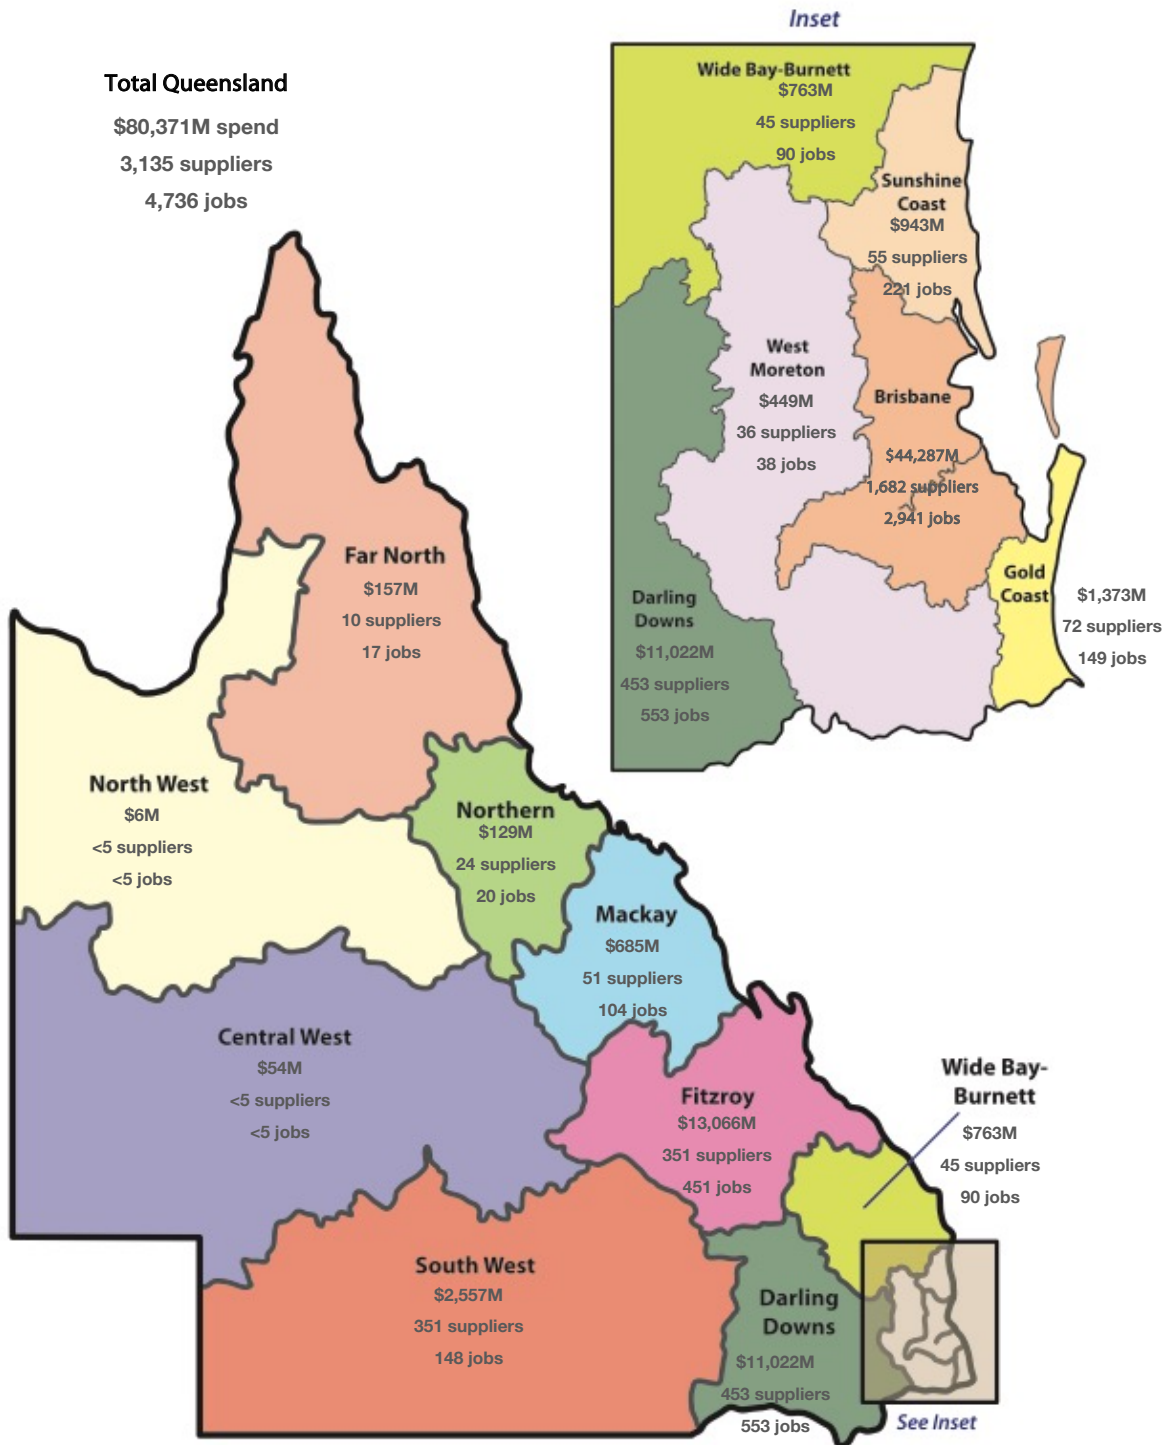 Inset
Total Queensland
$80,371M spend
3,135 suppliers
4,736 jobs
Wide Bay-Burnett
$763M
45 suppliers
90 jobs
Sunshine
Coast
$943M
55 suppliers
221 jobs
West
Moreton
$449M
36 suppliers
38 jobs
Brisbane
$44,287M
1,682 suppliers
2,941 jobs
Gold
Coast
$1,373M
72 suppliers
149 jobs
Darling
Downs
$11,022M
453 suppliers
553 jobs
Far North
$157M
10 suppliers
17 jobs
North West
$6M
<5 suppliers
<5 jobs
Northern
$129M
24 suppliers
20 jobs
Mackay
$685M
51 suppliers
104 jobs
Central West
$54M
<5 suppliers
<5 jobs
Fitzroy
$13,066M
351 suppliers
451 jobs
Wide Bay-
Burnett
$763M
45 suppliers
90 jobs
South West
$2,557M
351 suppliers
148 jobs
Darling
Downs
$11,022M
453 suppliers
553 jobs
See Inset